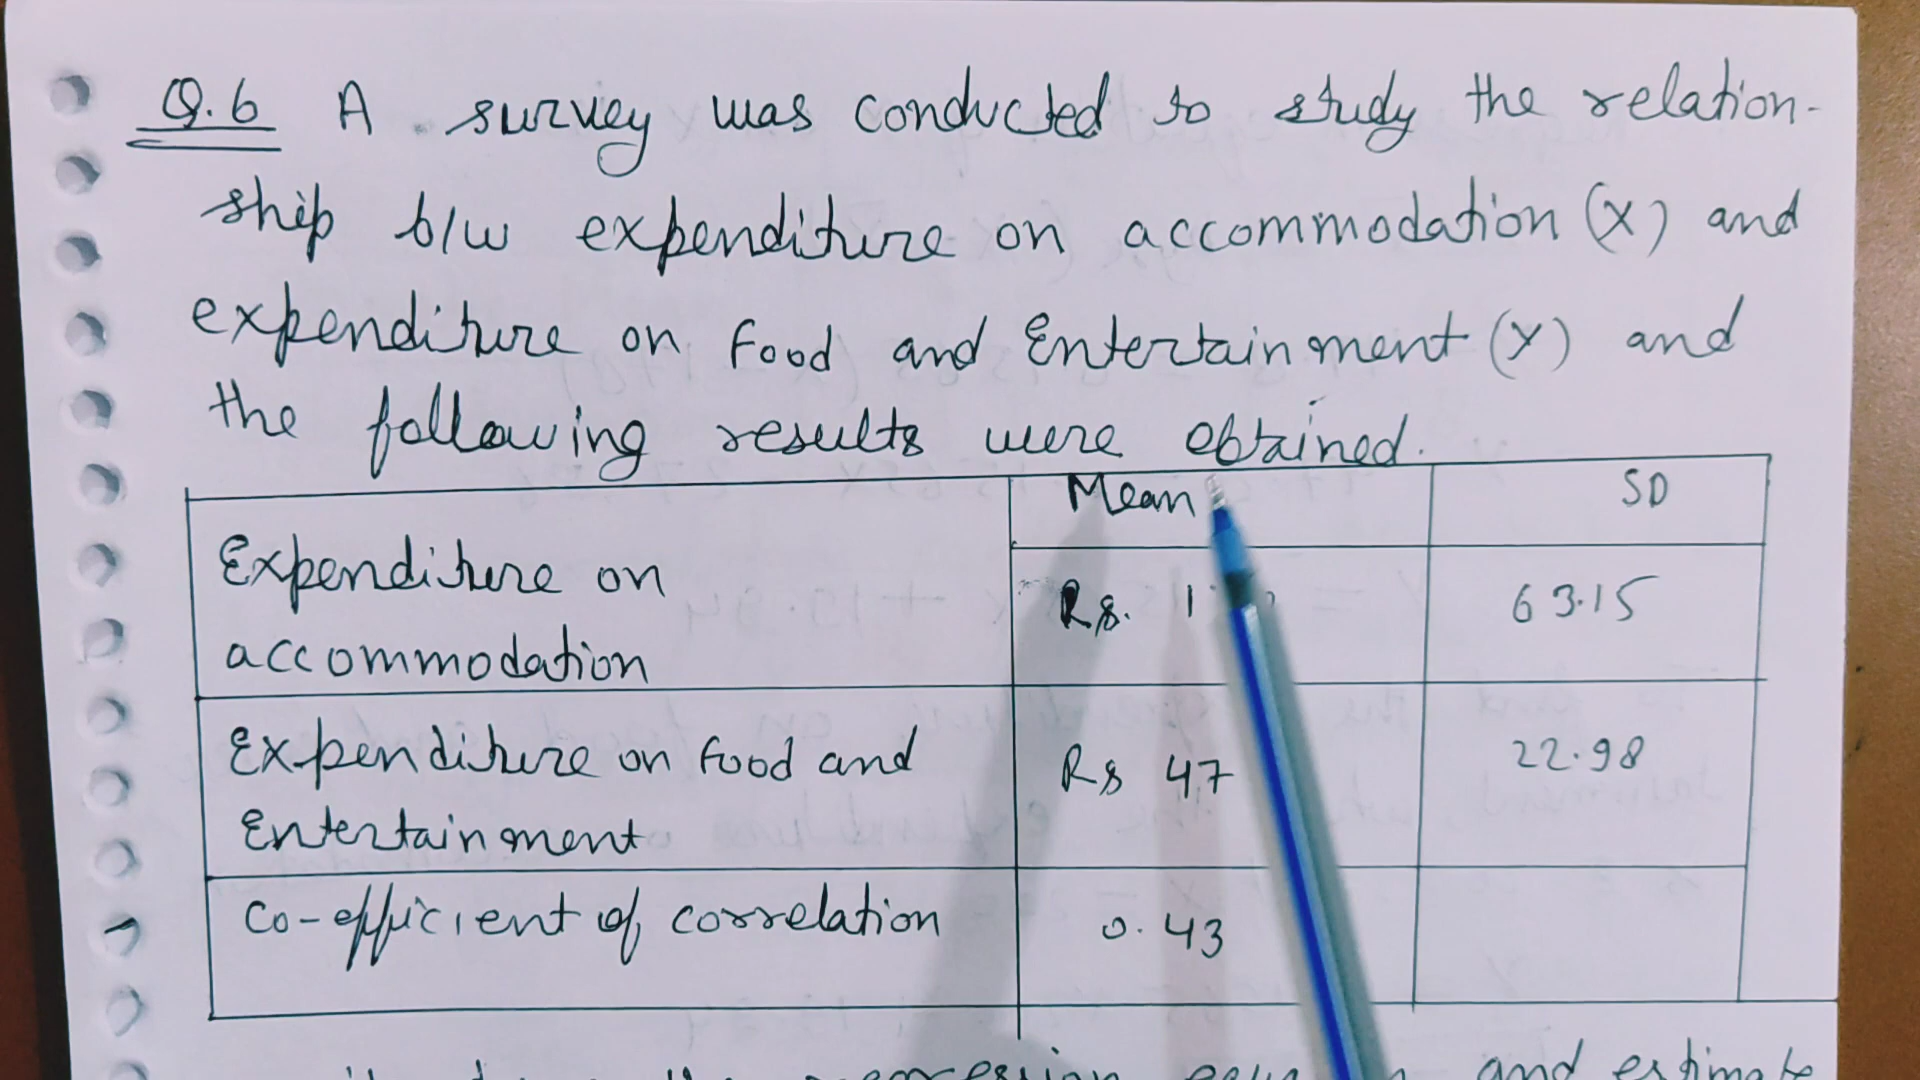 Q.6 A survey was conducted to study the relation-
ship b/w expenditure on accommodation (X) and
expenditure on Food and Entertainment (Y) and
the following results were obtained.
Mean SD
Expenditure on
accommodation
Rs. 63.15
Expenditure on Food and
Entertainment
Rs 47 22.98
Co-efficient of correlation 0.43
the regression and estimate